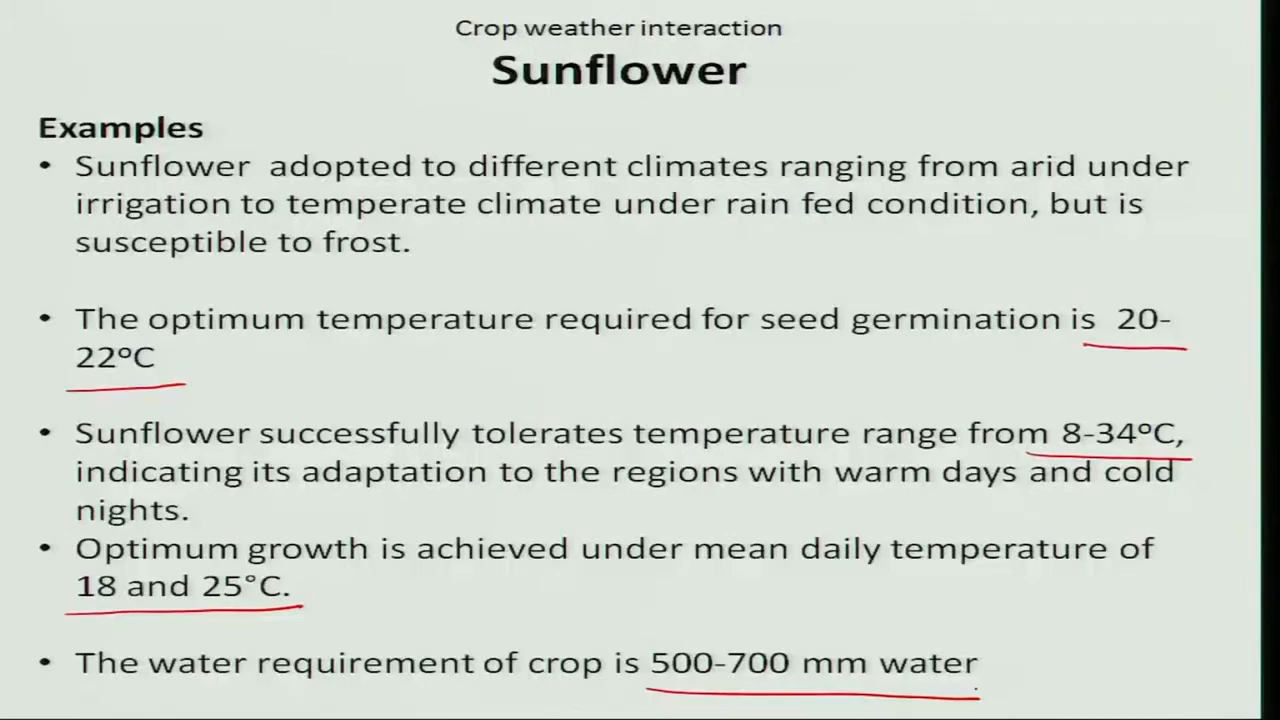 Crop weather interaction
Sunflower
Examples
• Sunflower adopted to different climates ranging from arid under
irrigation to temperate climate under rain fed condition, but is
susceptible to frost.
• The optimum temperature required for seed germination is 20-
22ºC
• Sunflower successfully tolerates temperature range from 8-34ºC,
indicating its adaptation to the regions with warm days and cold
nights.
• Optimum growth is achieved under mean daily temperature of
18 and 25°C.
• The water requirement of crop is 500-700 mm water